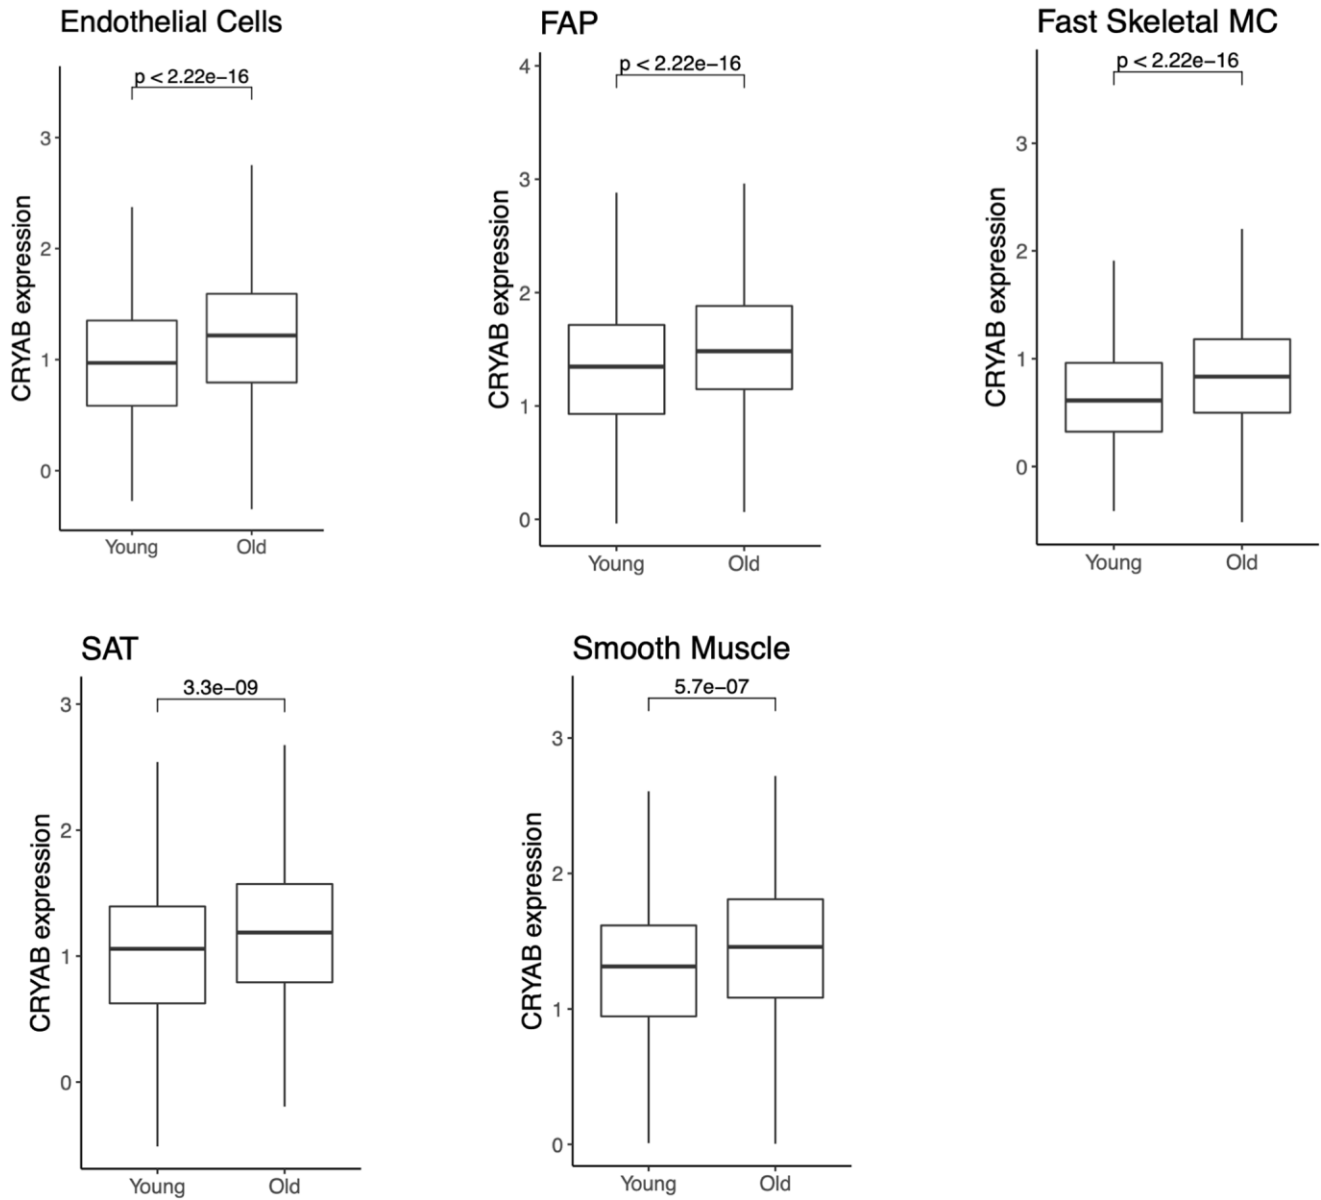 Endothelial Cells
p < 2.22e−16
3
2
1
0
CRYAB expression
Young
Old
FAP
p < 2.22e−16
4
3
2
1
0
CRYAB expression
Young
Old
Fast Skeletal MC
p < 2.22e−16
3
2
1
0
CRYAB expression
Young
Old
SAT
3.3e−09
3
2
1
0
CRYAB expression
Young
Old
Smooth Muscle
5.7e−07
3
2
1
0
CRYAB expression
Young
Old